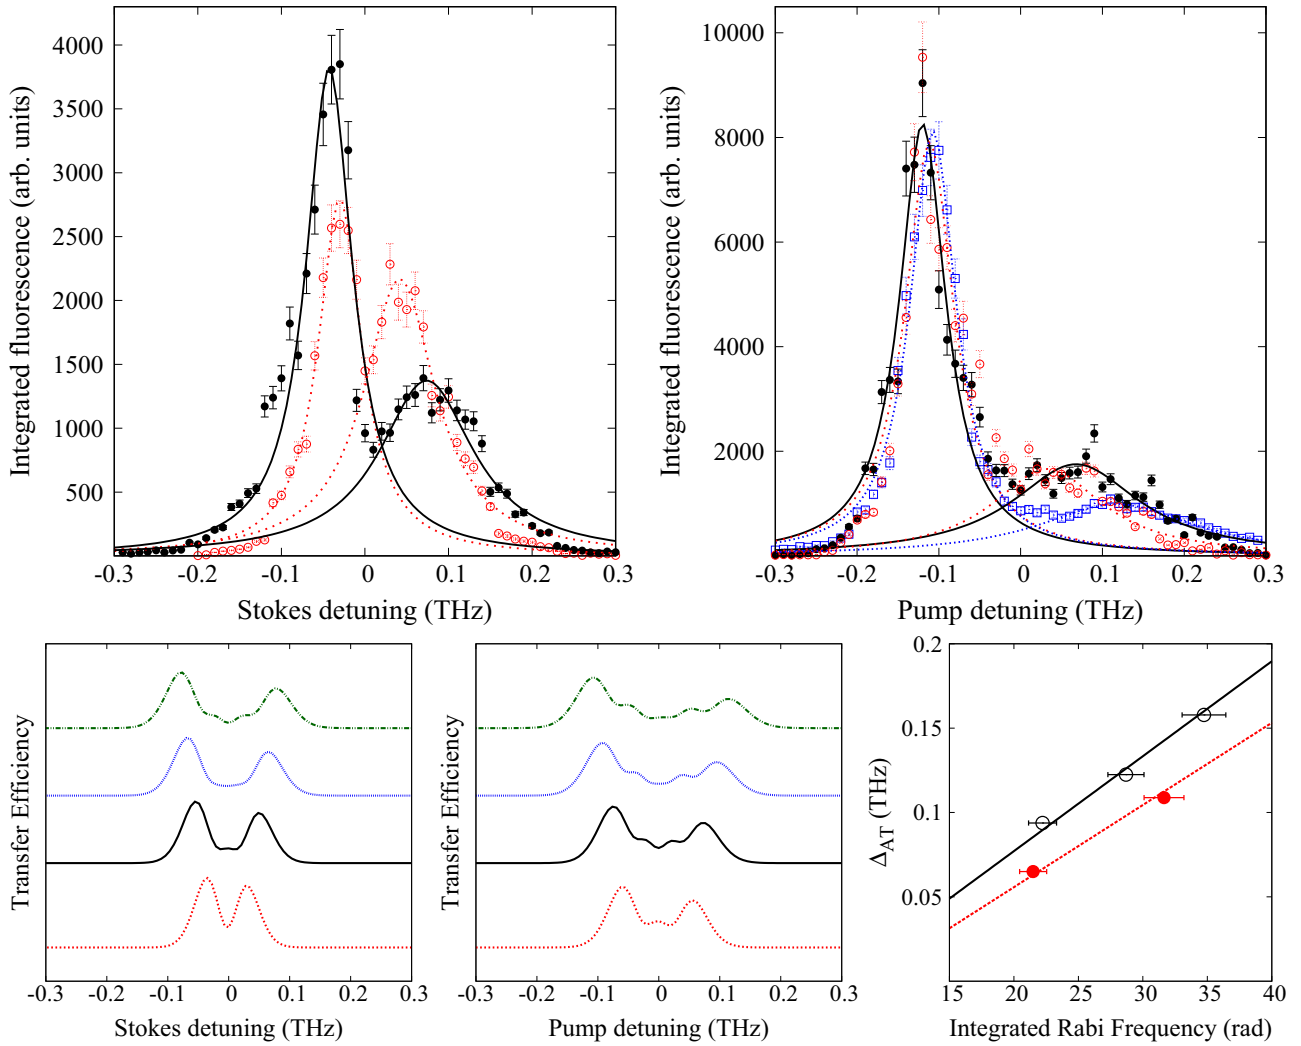 Integrated fluorescence (arb. units)
4000
3500
3000
2500
2000
1500
1000
500
-0.3 -0.2 -0.1 0 0.1 0.2 0.3
Stokes detuning (THz)
Integrated fluorescence (arb. units)
10000
8000
6000
4000
2000
-0.3 -0.2 -0.1 0 0.1 0.2 0.3
Pump detuning (THz)
Transfer Efficiency
-0.3 -0.2 -0.1 0 0.1 0.2 0.3
Stokes detuning (THz)
Transfer Efficiency
-0.3 -0.2 -0.1 0 0.1 0.2 0.3
Pump detuning (THz)
Δ_AT (THz)
0.2
0.15
0.1
0.05
15 20 25 30 35 40
Integrated Rabi Frequency (rad)